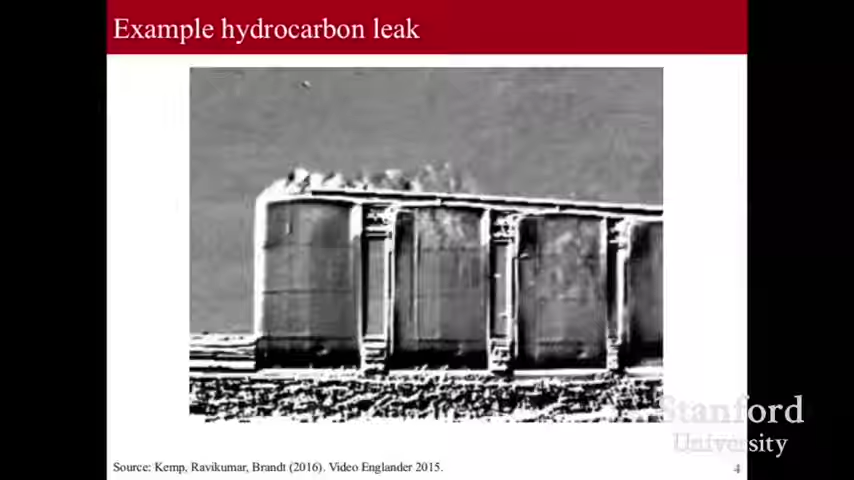 Example hydrocarbon leak
Stanford
University
Source: Kemp, Ravikumar, Brandt (2016). Video Englander 2015.
4